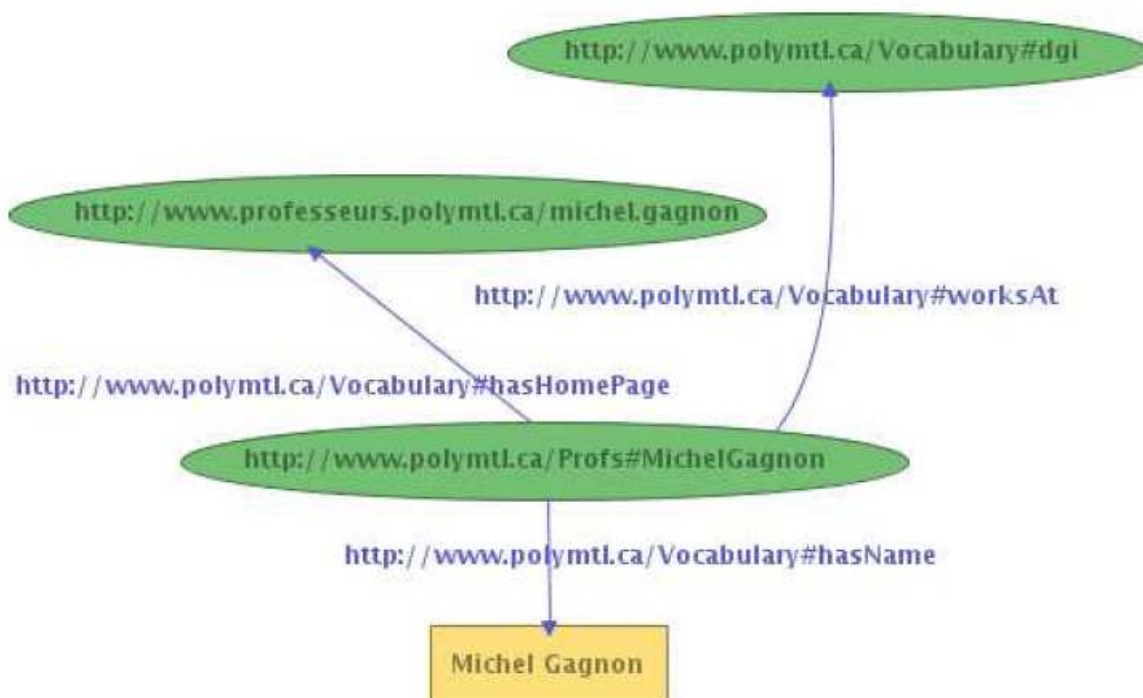 http://www.polymtl.ca/Vocabulary#dgi
http://www.professeurs.polymtl.ca/michel.gagnon
http://www.polymtl.ca/Vocabulary#worksAt
http://www.polymtl.ca/Vocabulary#hasHomePage
http://www.polymtl.ca/Profs#MichelGagnon
http://www.polymtl.ca/Vocabulary#hasName
Michel Gagnon